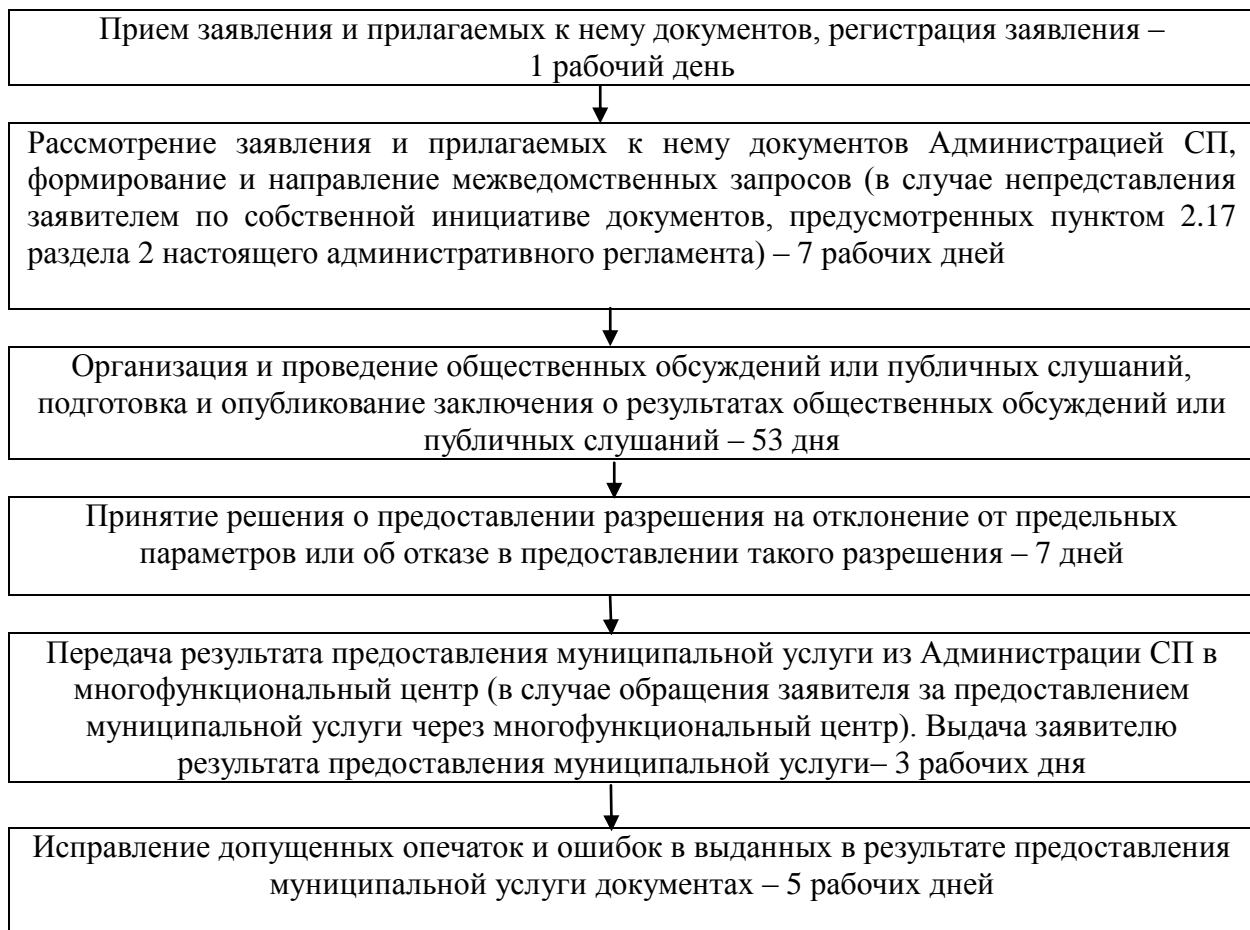 Прием заявления и прилагаемых к нему документов, регистрация заявления –
1 рабочий день
Рассмотрение заявления и прилагаемых к нему документов Администрацией СП,
формирование и направление межведомственных запросов (в случае непредставления
заявителем по собственной инициативе документов, предусмотренных пунктом 2.17
раздела 2 настоящего административного регламента) – 7 рабочих дней
Организация и проведение общественных обсуждений или публичных слушаний,
подготовка и опубликование заключения о результатах общественных обсуждений или
публичных слушаний – 53 дня
Принятие решения о предоставлении разрешения на отклонение от предельных
параметров или об отказе в предоставлении такого разрешения – 7 дней
Передача результата предоставления муниципальной услуги из Администрации СП в
многофункциональный центр (в случае обращения заявителя за предоставлением
муниципальной услуги через многофункциональный центр). Выдача заявителю
результата предоставления муниципальной услуги– 3 рабочих дня
Исправление допущенных опечаток и ошибок в выданных в результате предоставления
муниципальной услуги документах – 5 рабочих дней